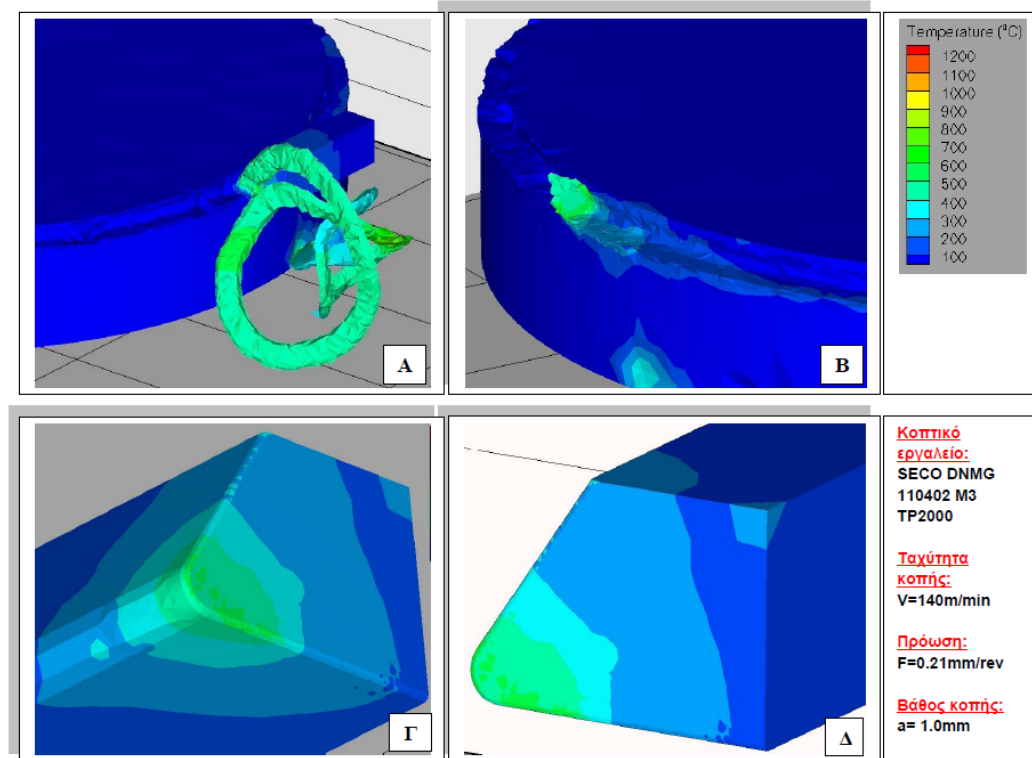 Α
Β
Temperature (⁰C)
1200
1100
1000
900
800
700
600
500
400
300
200
100
Γ
Δ
Κοπτικό
εργαλείο:
SECO DNMG
110402 M3
TP2000
Ταχύτητα
κοπής:
V=140m/min
Πρόωση:
F=0.21mm/rev
Βάθος κοπής:
a= 1.0mm